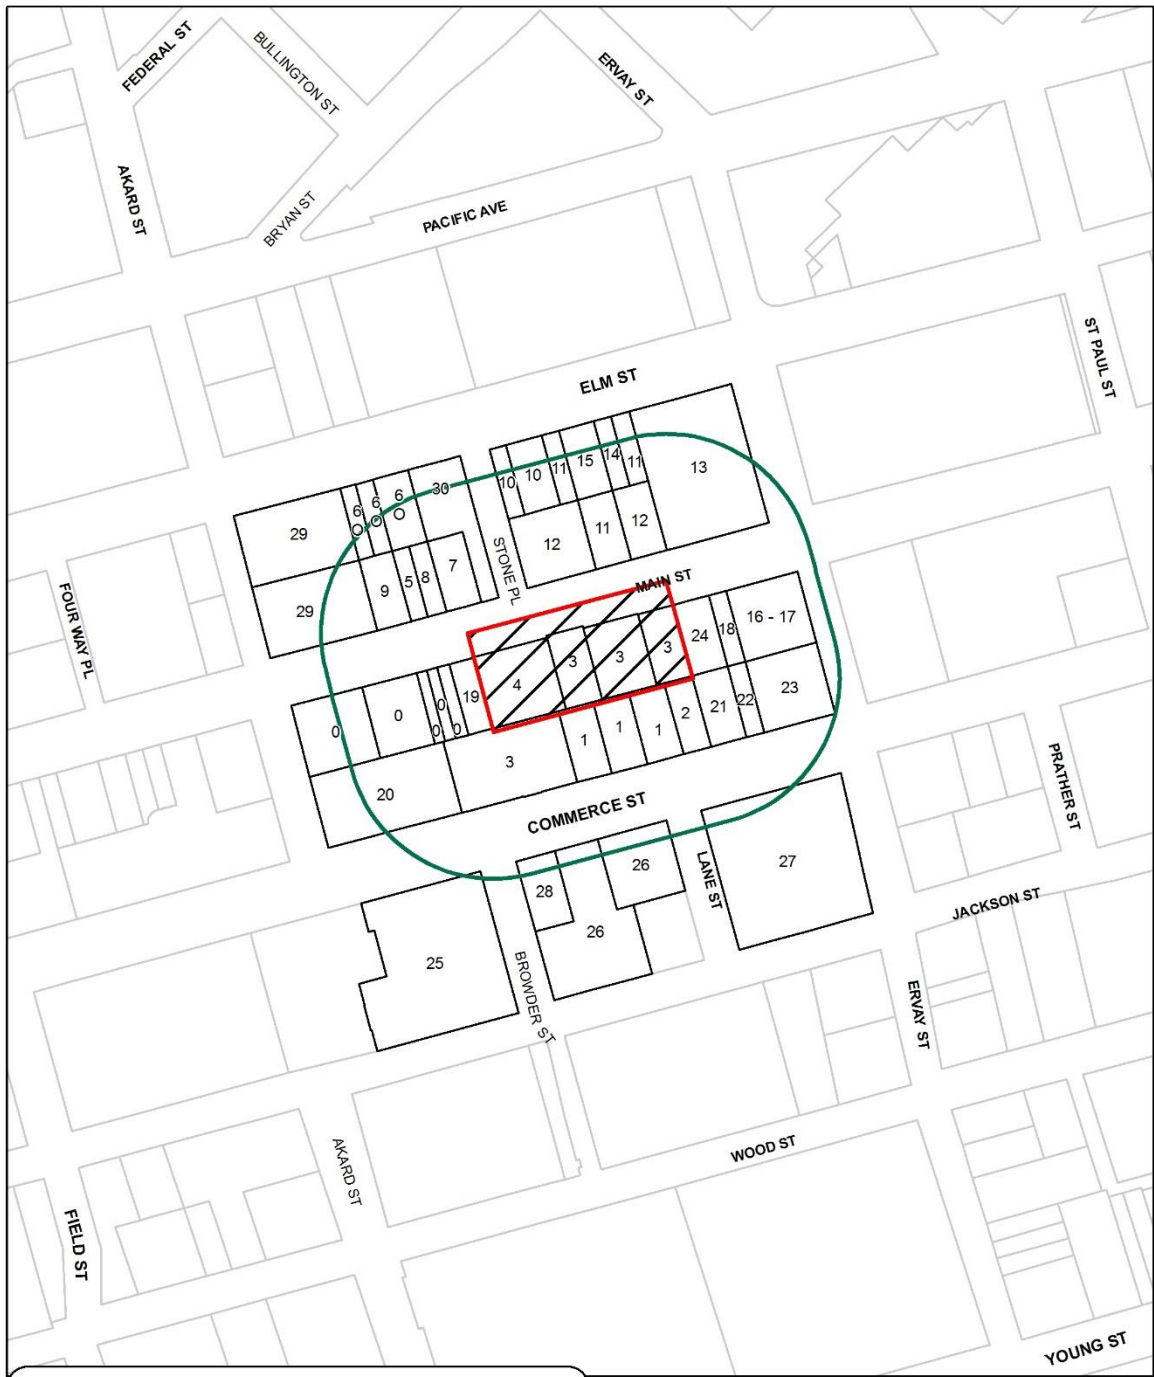 FEDERAL ST
BULLINGTON ST
ERVAY ST
AKARD ST
BRYAN ST
PACIFIC AVE
ST PAUL ST
ELM ST
29
6
6
6
30
10
10
11
15
14
11
13
29
9
5
8
7
STONE PL
12
11
12
FOUR WAY PL
MAIN ST
0
0
0
0
0
19
4
3
3
3
24
18
16 - 17
20
3
1
1
1
2
21
22
23
COMMERCE ST
PRATHER ST
28
26
26
LANE ST
27
25
BROWDER ST
JACKSON ST
ERVAY ST
AKARD ST
WOOD ST
FIELD ST
YOUNG ST